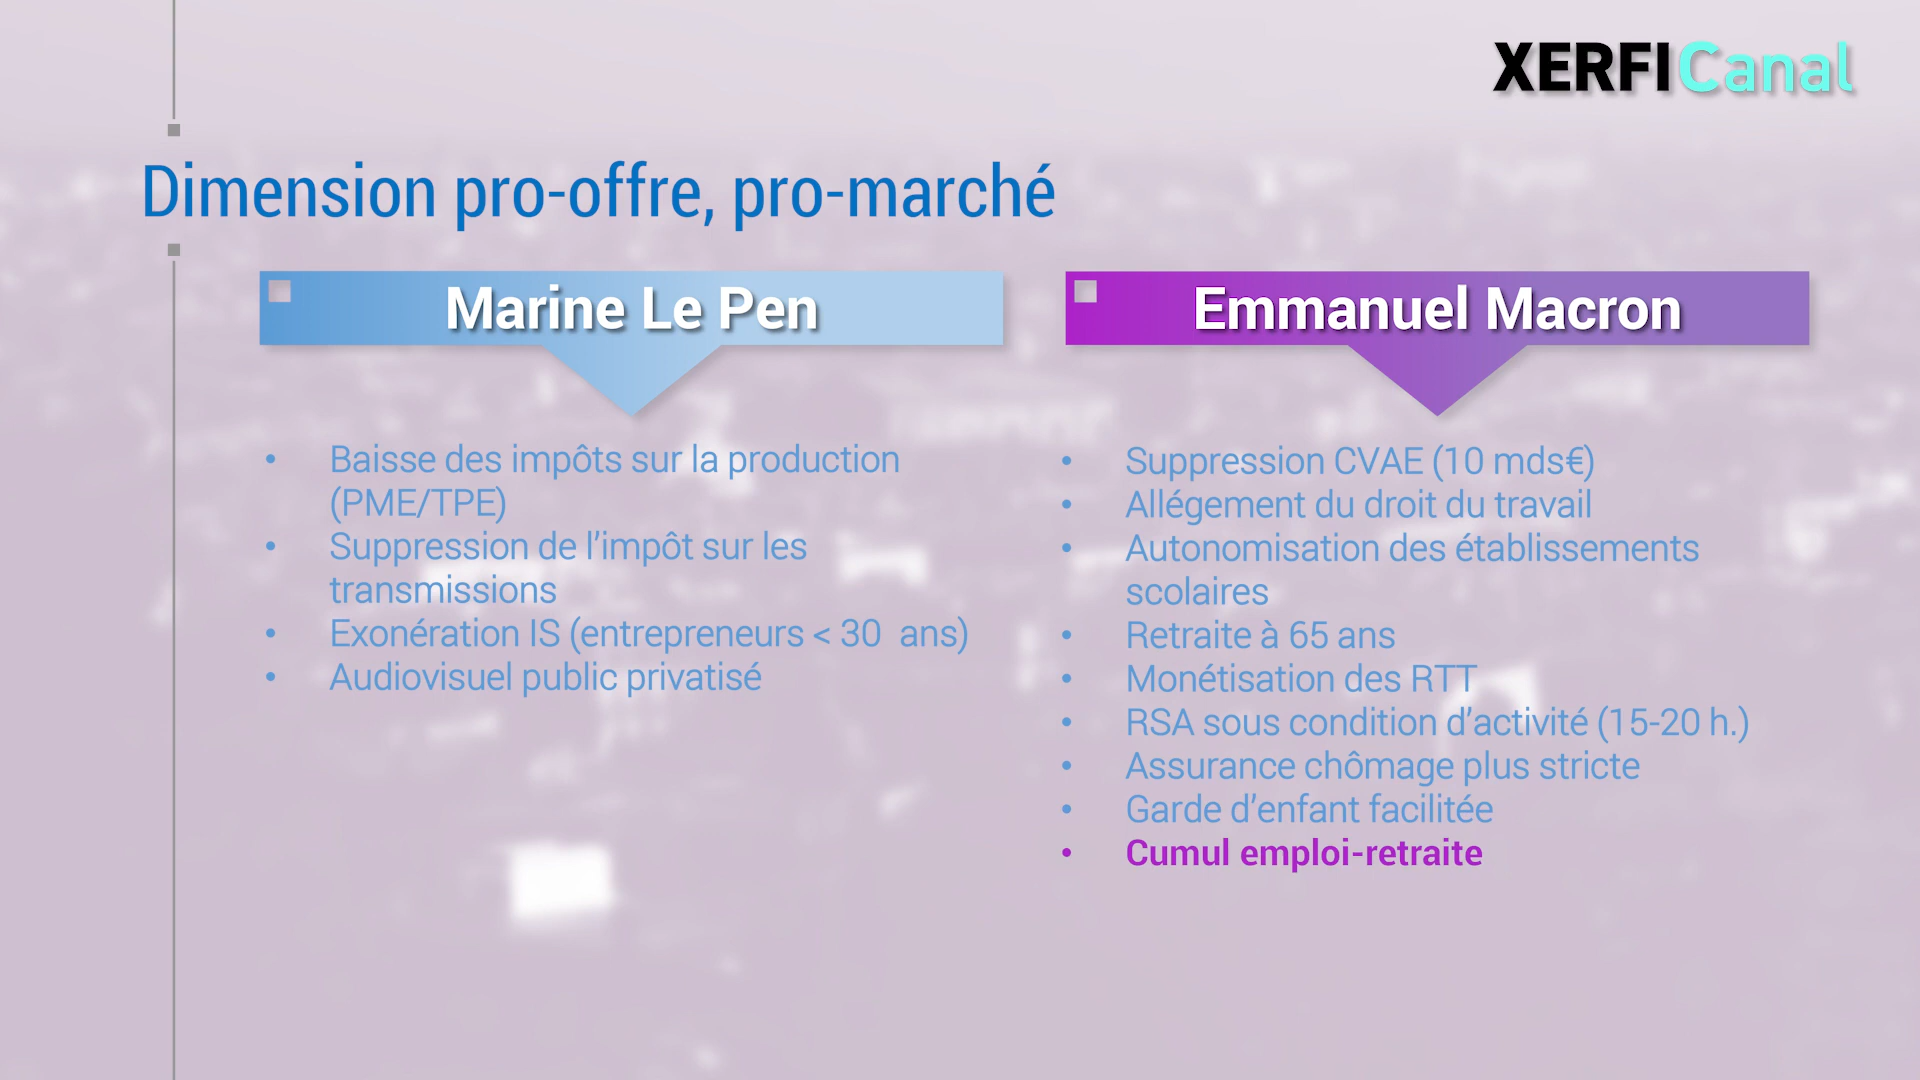 XERFI Canal
Dimension pro-offre, pro-marché
Marine Le Pen
• Baisse des impôts sur la production
(PME/TPE)
• Suppression de l’impôt sur les
transmissions
• Exonération IS (entrepreneurs < 30 ans)
• Audiovisuel public privatisé
Emmanuel Macron
• Suppression CVAE (10 mds€)
• Allégement du droit du travail
• Autonomisation des établissements
scolaires
• Retraite à 65 ans
• Monétisation des RTT
• RSA sous condition d’activité (15-20 h.)
• Assurance chômage plus stricte
• Garde d’enfant facilitée
• Cumul emploi-retraite